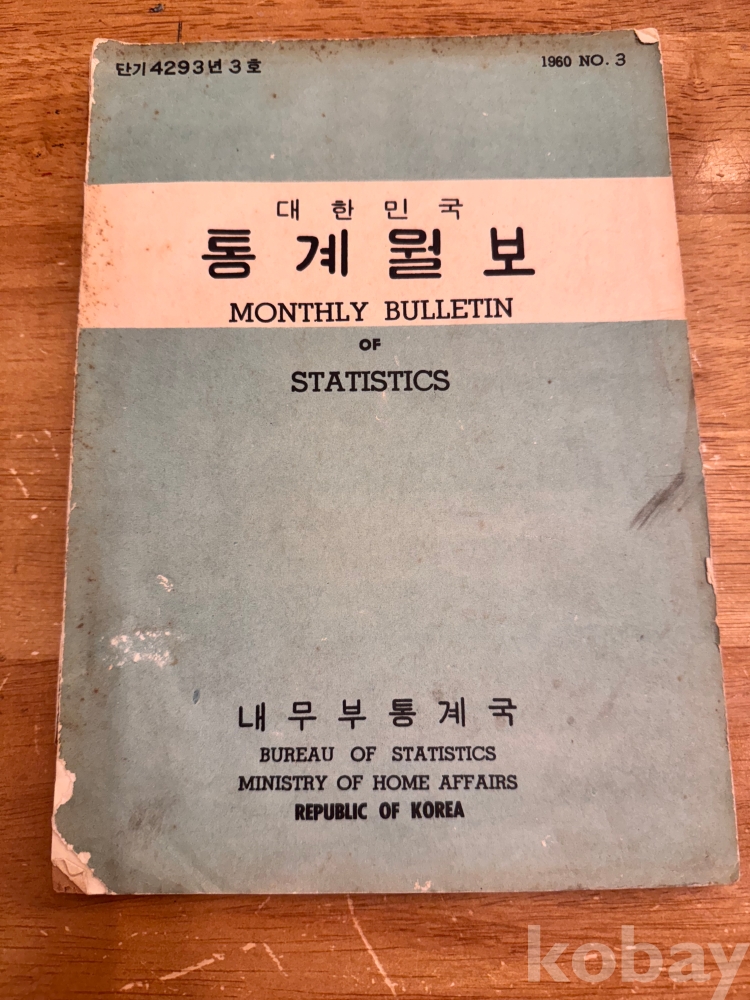 단기 4293년 3호
1960 NO. 3
대한민국
통계월보
MONTHLY BULLETIN
OF
STATISTICS
내무부통계국
BUREAU OF STATISTICS
MINISTRY OF HOME AFFAIRS
REPUBLIC OF KOREA
kobay